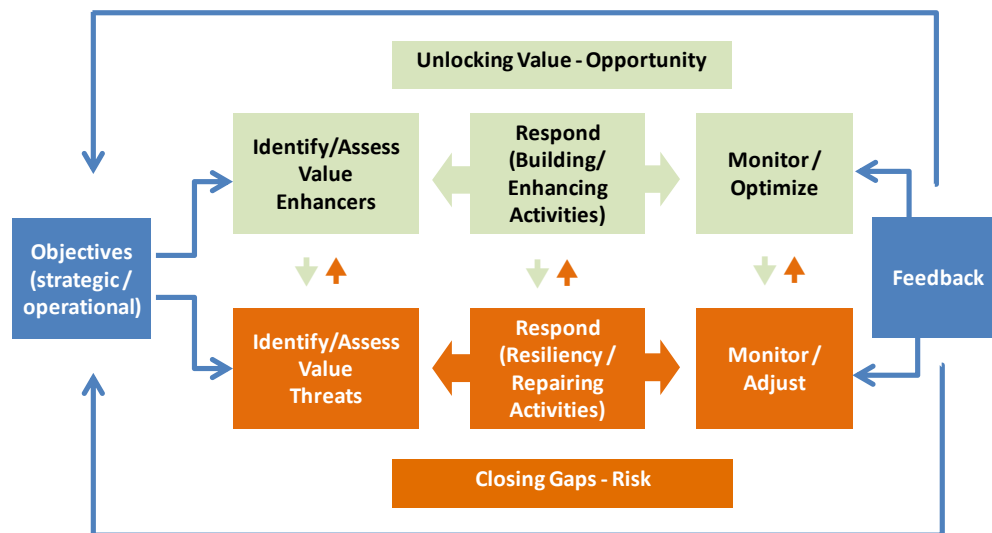 Unlocking Value - Opportunity
Identify/Assess
Value
Enhancers
Respond
(Building/
Enhancing
Activities)
Monitor /
Optimize
Objectives
(strategic /
operational)
Feedback
Identify/Assess
Value
Threats
Respond
(Resiliency /
Repairing
Activities)
Monitor /
Adjust
Closing Gaps - Risk